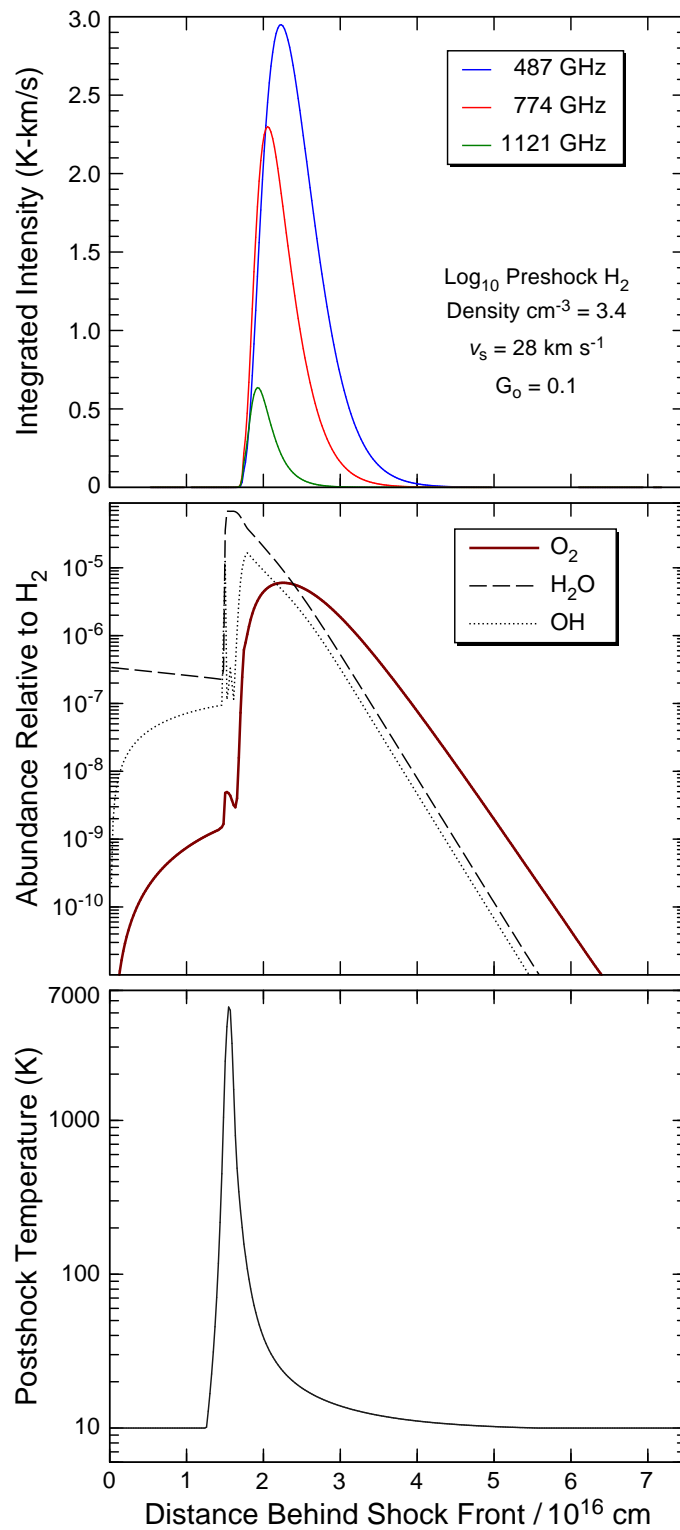 3.0
2.5
2.0
1.5
1.0
0.5
0
Integrated Intensity (K-km/s)
487 GHz
774 GHz
1121 GHz
Log₁₀ Preshock H₂
Density cm⁻³ = 3.4
vₛ = 28 km s⁻¹
Gₒ = 0.1
10⁻⁵
10⁻⁶
10⁻⁷
10⁻⁸
10⁻⁹
10⁻¹⁰
Abundance Relative to H₂
O₂
H₂O
OH
7000
1000
100
10
Postshock Temperature (K)
0 1 2 3 4 5 6 7
Distance Behind Shock Front / 10¹⁶ cm